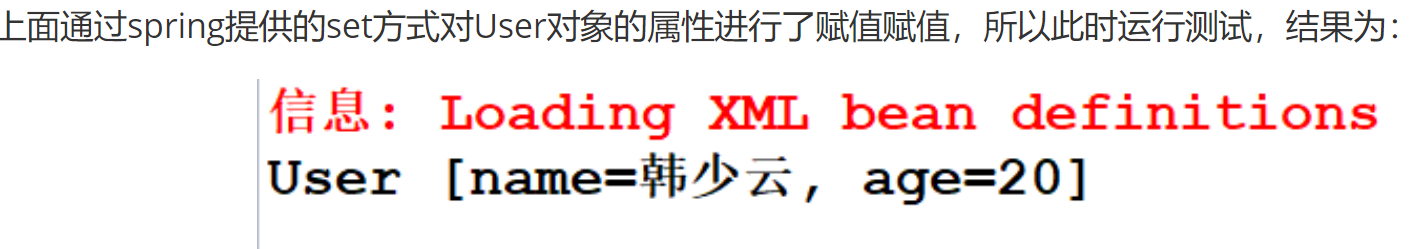 上面通过spring提供的set方式对User对象的属性进行了赋值赋值，所以此时运行测试，结果为：
信息: Loading XML bean definitions
User [name=韩少云, age=20]